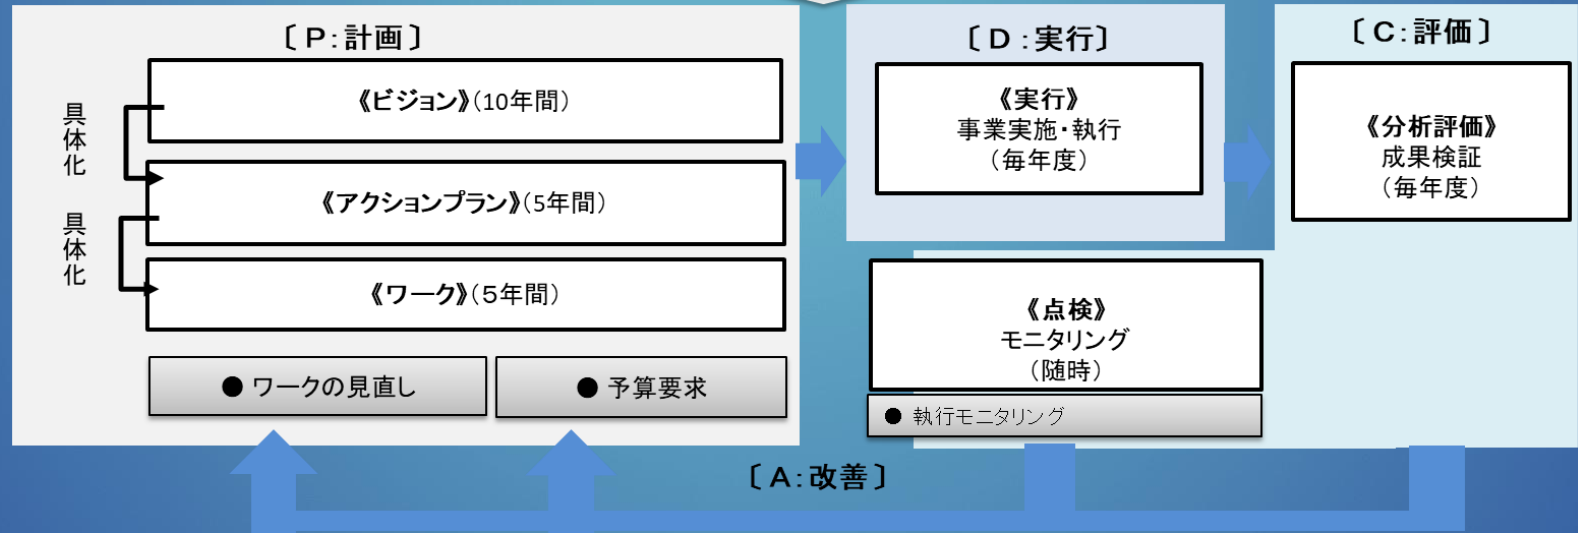 〔Ｐ：計画〕
《ビジョン》（10年間）
具体化
《アクションプラン》（5年間）
具体化
《ワーク》（５年間）
● ワークの見直し
● 予算要求
〔Ｄ：実行〕
《実行》
事業実施・執行
（毎年度）
《点検》
モニタリング
（随時）
● 執行モニタリング
〔Ｃ：評価〕
《分析評価》
成果検証
（毎年度）
〔Ａ：改善〕